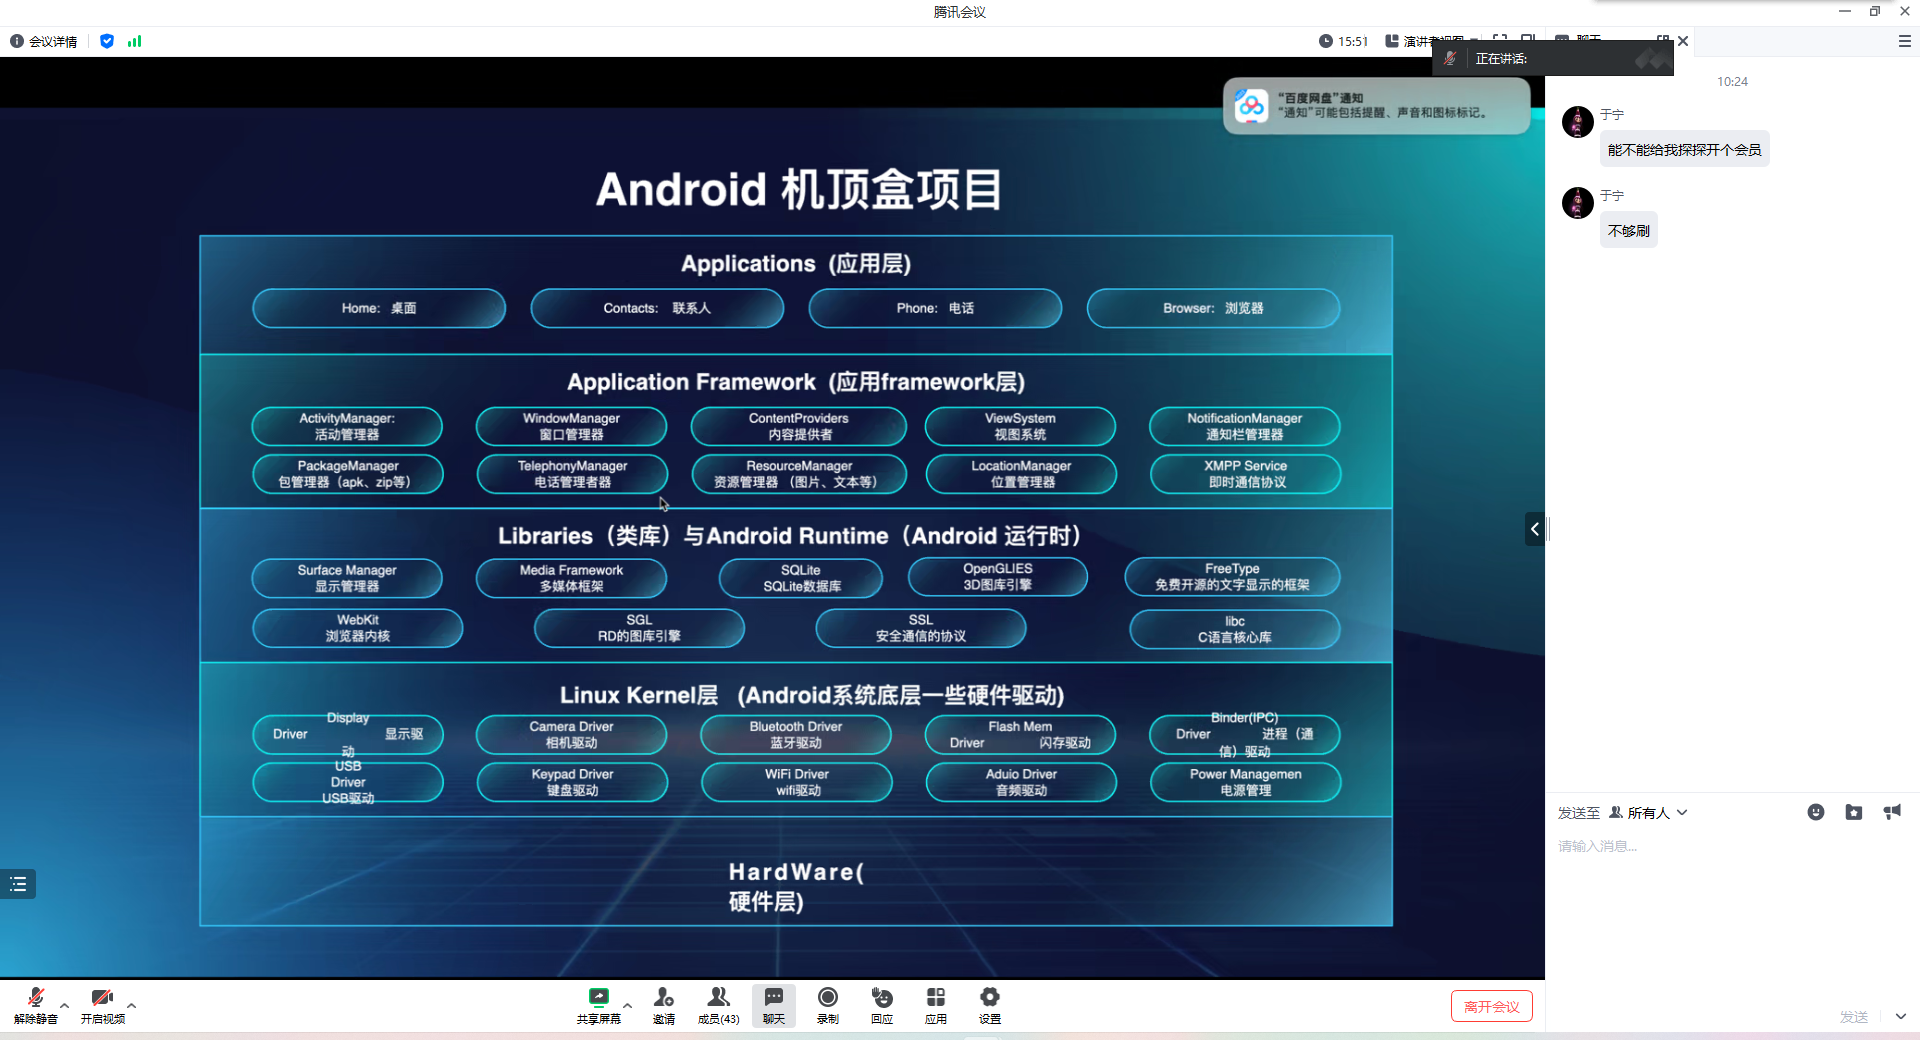 腾讯会议
会议详情
15:51
正在讲话:
“百度网盘”通知
“通知”可能包括提醒、声音和图标标记。
Android 机顶盒项目
Applications (应用层)
Home: 桌面
Contacts: 联系人
Phone: 电话
Browser: 浏览器
Application Framework (应用framework层)
ActivityManager:
活动管理器
WindowManager
窗口管理器
ContentProviders
内容提供者
ViewSystem
视图系统
NotificationManager
通知栏管理器
PackageManager
包管理器（apk、zip等）
TelephonyManager
电话管理者器
ResourceManager
资源管理器 （图片、文本等）
LocationManager
位置管理器
XMPP Service
即时通信协议
Libraries（类库）与Android Runtime（Android 运行时）
Surface Manager
显示管理器
Media Framework
多媒体框架
SQLite
SQLite数据库
OpenGLIES
3D图库引擎
FreeType
免费开源的文字显示的框架
WebKit
浏览器内核
SGL
RD的图库引擎
SSL
安全通信的协议
libc
C语言核心库
Linux Kernel层 (Android系统底层一些硬件驱动)
Display
Driver 显示驱
动
Camera Driver
相机驱动
Bluetooth Driver
蓝牙驱动
Flash Mem
Driver 闪存驱动
Binder(IPC)
Driver 进程（通
信）驱动
USB
Driver
USB驱动
Keypad Driver
键盘驱动
WiFi Driver
wifi驱动
Aduio Driver
音频驱动
Power Managemen
电源管理
HardWare(
硬件层)
10:24
于宁
能不能给我探探开个会员
于宁
不够刷
发送至 所有人
请输入消息...
发送
解除静音
开启视频
共享屏幕
邀请
成员(43)
聊天
录制
回应
应用
设置
离开会议